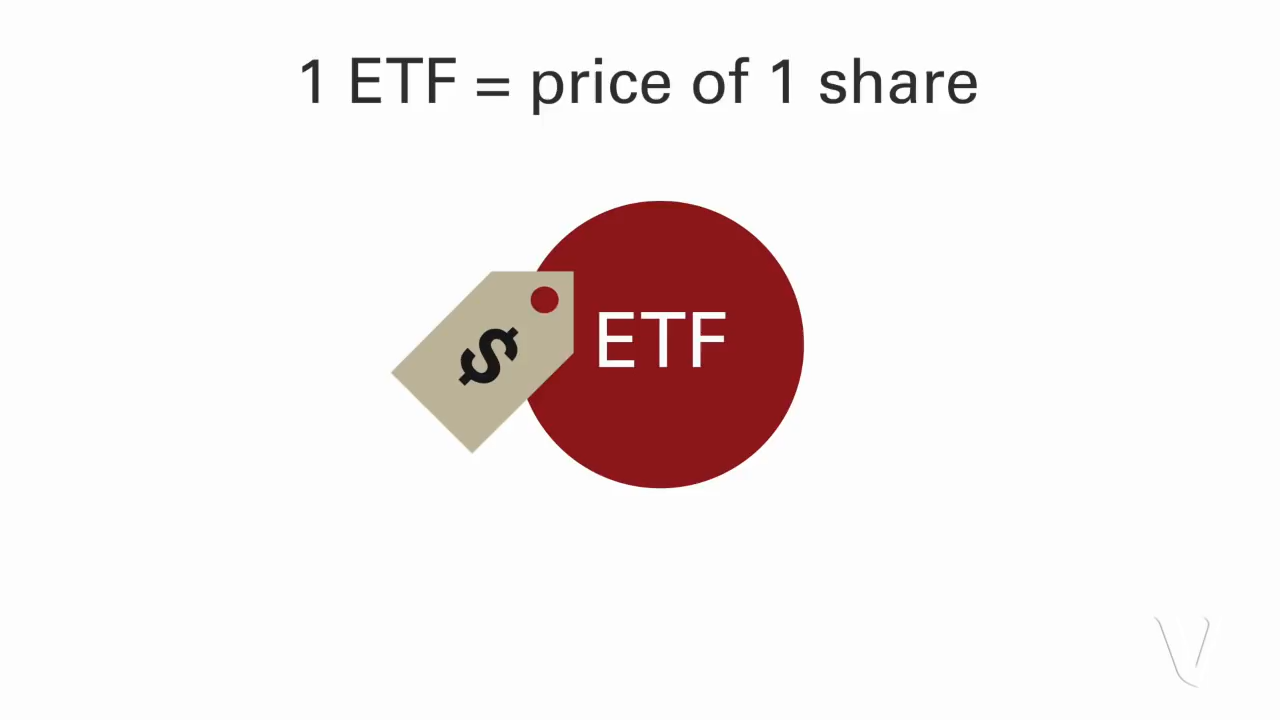 1 ETF = price of 1 share
$
ETF
V